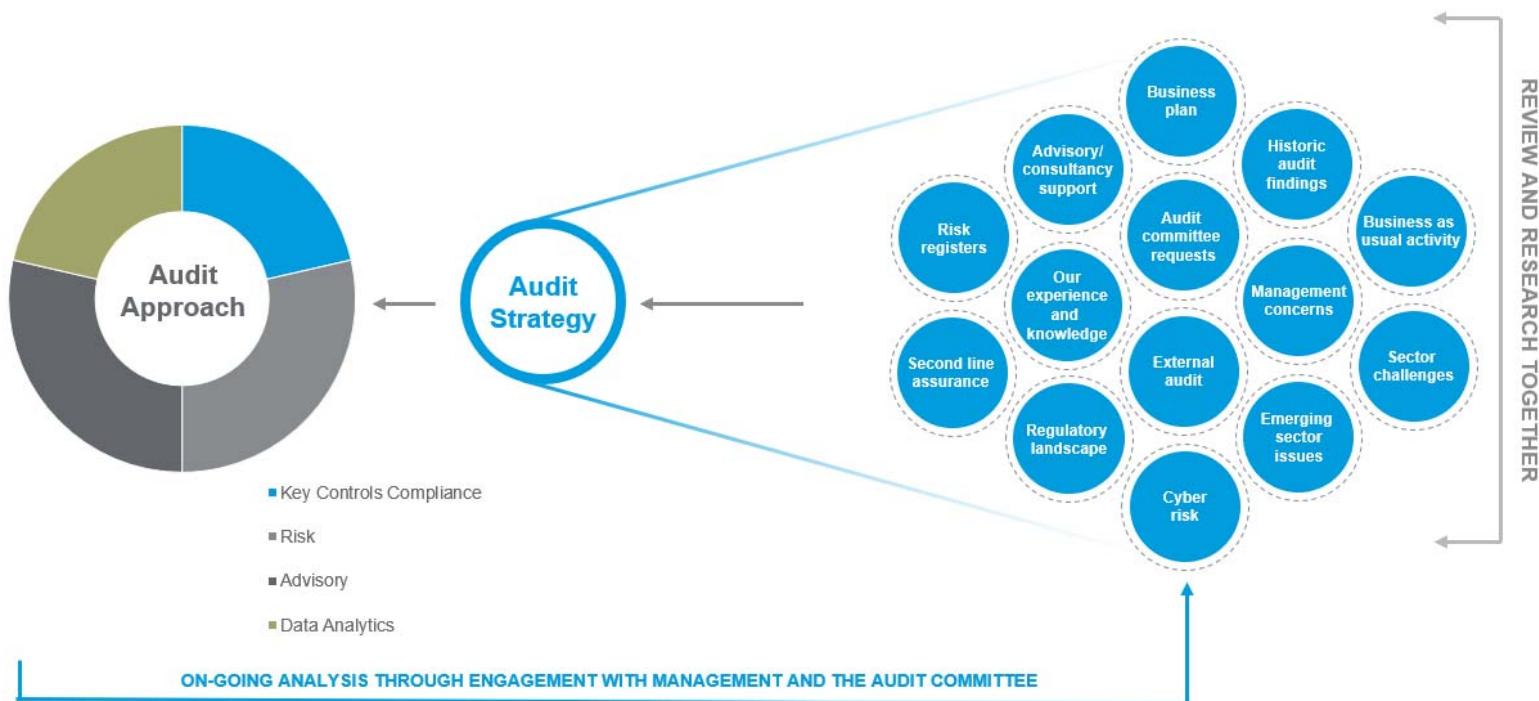 Audit
Approach
Key Controls Compliance
Risk
Advisory
Data Analytics
Audit
Strategy
Business
plan
Advisory/
consultancy
support
Historic
audit
findings
Risk
registers
Audit
committee
requests
Business as
usual activity
Our
experience
and
knowledge
Management
concerns
Second line
assurance
External
audit
Sector
challenges
Regulatory
landscape
Emerging
sector
issues
Cyber
risk
REVIEW AND RESEARCH TOGETHER
ON-GOING ANALYSIS THROUGH ENGAGEMENT WITH MANAGEMENT AND THE AUDIT COMMITTEE